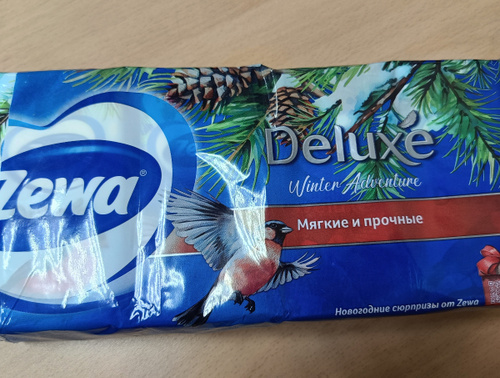 Zewa®
Deluxe
Winter Adventure
Мягкие и прочные
Новогодние сюрпризы от Zewa